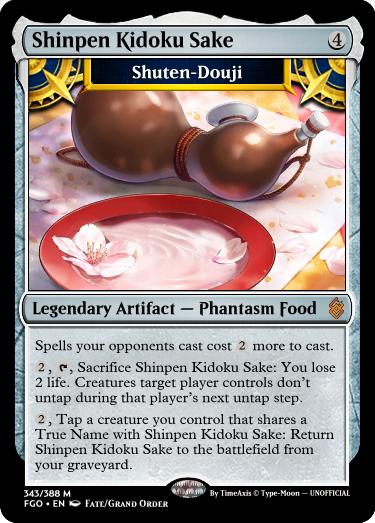 Shinpen Kidoku Sake 4
Shuten-Douji
Legendary Artifact — Phantasm Food
Spells your opponents cast cost 2 more to cast.
2, , Sacrifice Shinpen Kidoku Sake: You lose
2 life. Creatures target player controls don't
untap during that player's next untap step.
2, Tap a creature you control that shares a
True Name with Shinpen Kidoku Sake: Return
Shinpen Kidoku Sake to the battlefield from
your graveyard.
343/388 M
FGO • EN Fate/Grand Order
By TimeAxis © Type-Moon — UNOFFICIAL